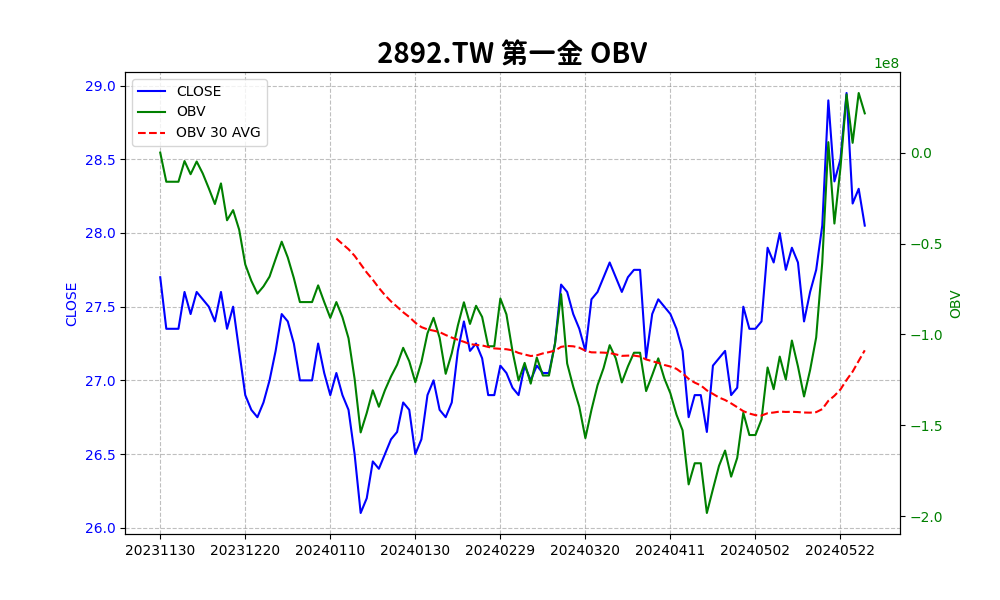 2892.TW 第一金 OBV
1e8
CLOSE
OBV
OBV 30 AVG
29.0
28.5
28.0
27.5
27.0
26.5
26.0
CLOSE
0.0
−0.5
−1.0
−1.5
−2.0
OBV
20231130 20231220 20240110 20240130 20240229 20240320 20240411 20240502 20240522